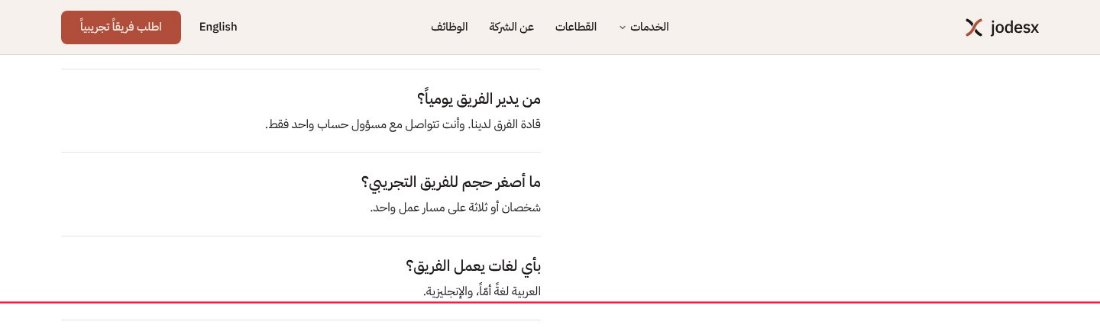 jodesx
الخدمات
القطاعات
عن الشركة
الوظائف
English
اطلب فريقاً تجريبياً
من يدير الفريق يومياً؟
قادة الفرق لدينا. وأنت تتواصل مع مسؤول حساب واحد فقط.
ما أصغر حجم للفريق التجريبي؟
شخصان أو ثلاثة على مسار عمل واحد.
بأي لغات يعمل الفريق؟
العربية لغةً أمّاً، والإنجليزية.